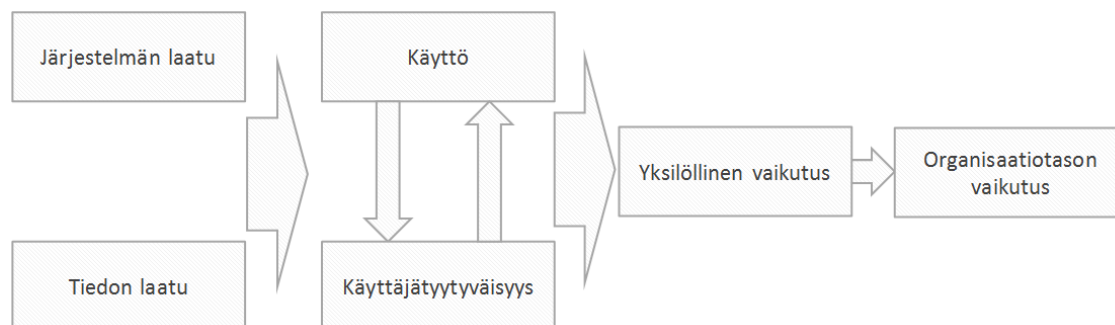 Järjestelmän laatu
Käyttö
Yksilöllinen vaikutus
Organisaatiotason
vaikutus
Tiedon laatu
Käyttäjätyytyväisyys